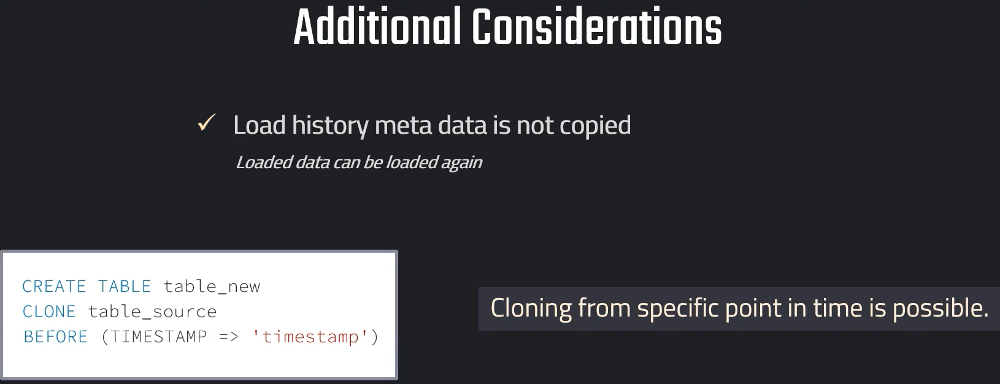 Additional Considerations
✓ Load history meta data is not copied
Loaded data can be loaded again
CREATE TABLE table_new
CLONE table_source
BEFORE (TIMESTAMP => 'timestamp')
Cloning from specific point in time is possible.